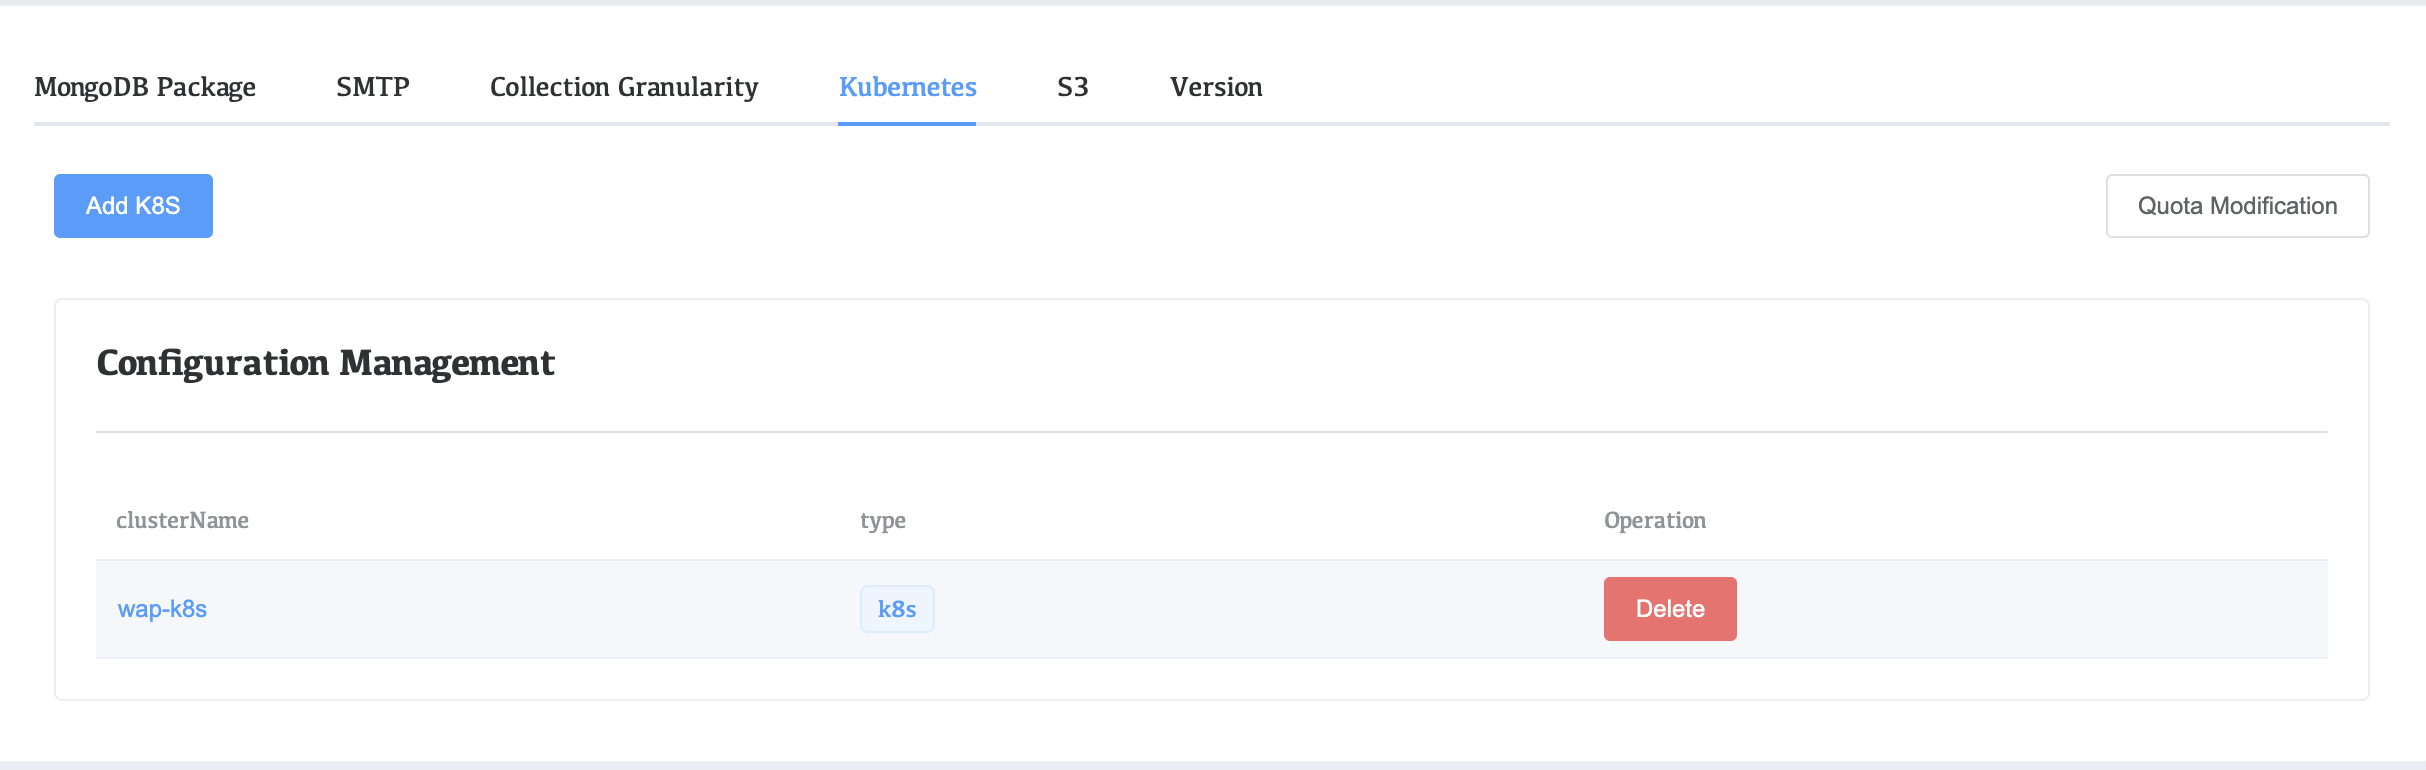 MongoDB Package SMTP Collection Granularity Kubernetes S3 Version
Add K8S Quota Modification
Configuration Management
clusterName type Operation
wap-k8s k8s Delete